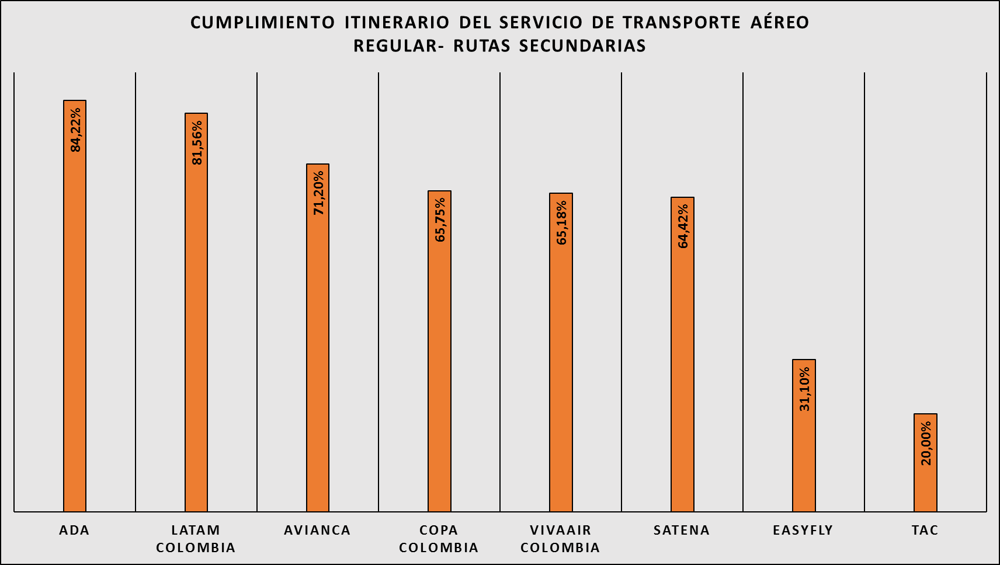 CUMPLIMIENTO ITINERARIO DEL SERVICIO DE TRANSPORTE AÉREO
REGULAR- RUTAS SECUNDARIAS
84,22%
81,56%
71,20%
65,75%
65,18%
64,42%
31,10%
20,00%
ADA
LATAM
COLOMBIA
AVIANCA
COPA
COLOMBIA
VIVAAIR
COLOMBIA
SATENA
EASYFLY
TAC